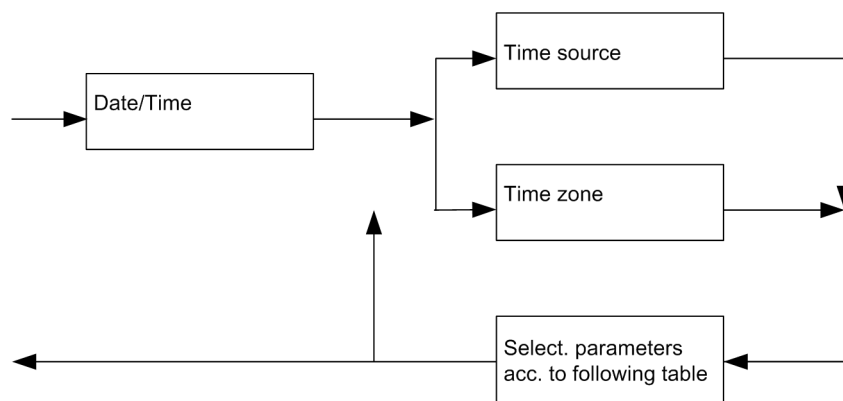 Date/Time
Time source
Time zone
Select. parameters
acc. to following table